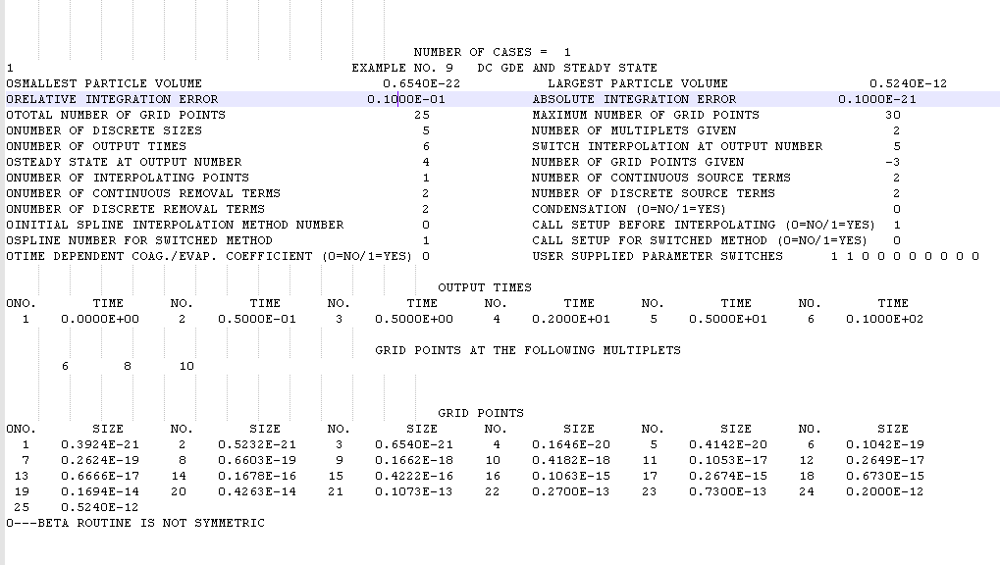 NUMBER OF CASES =  1
1 EXAMPLE NO. 9   DC GDE AND STEADY STATE
0SMALLEST PARTICLE VOLUME 0.6540E-22 LARGEST PARTICLE VOLUME 0.5240E-12
0RELATIVE INTEGRATION ERROR 0.1000E-01 ABSOLUTE INTEGRATION ERROR 0.1000E-21
0TOTAL NUMBER OF GRID POINTS 25 MAXIMUM NUMBER OF GRID POINTS 30
0NUMBER OF DISCRETE SIZES 5 NUMBER OF MULTIPLETS GIVEN 2
0NUMBER OF OUTPUT TIMES 6 SWITCH INTERPOLATION AT OUTPUT NUMBER 5
0STEADY STATE AT OUTPUT NUMBER 4 NUMBER OF GRID POINTS GIVEN -3
0NUMBER OF INTERPOLATING POINTS 1 NUMBER OF CONTINUOUS SOURCE TERMS 2
0NUMBER OF CONTINUOUS REMOVAL TERMS 2 NUMBER OF DISCRETE SOURCE TERMS 2
0NUMBER OF DISCRETE REMOVAL TERMS 2 CONDENSATION (0=NO/1=YES) 0
0INITIAL SPLINE INTERPOLATION METHOD NUMBER 0 CALL SETUP BEFORE INTERPOLATING (0=NO/1=YES) 1
0SPLINE NUMBER FOR SWITCHED METHOD 1 CALL SETUP FOR SWITCHED METHOD (0=NO/1=YES) 0
0TIME DEPENDENT COAG./EVAP. COEFFICIENT (0=NO/1=YES) 0 USER SUPPLIED PARAMETER SWITCHES 1 1 0 0 0 0 0 0 0 0
OUTPUT TIMES
0NO. TIME NO. TIME NO. TIME NO. TIME NO. TIME NO. TIME
1 0.0000E+00 2 0.5000E-01 3 0.5000E+00 4 0.2000E+01 5 0.5000E+01 6 0.1000E+02
GRID POINTS AT THE FOLLOWING MULTIPLETS
6 8 10
GRID POINTS
0NO. SIZE NO. SIZE NO. SIZE NO. SIZE NO. SIZE NO. SIZE
1 0.3924E-21 2 0.5232E-21 3 0.6540E-21 4 0.1646E-20 5 0.4142E-20 6 0.1042E-19
7 0.2624E-19 8 0.6603E-19 9 0.1662E-18 10 0.4182E-18 11 0.1053E-17 12 0.2649E-17
13 0.6666E-17 14 0.1678E-16 15 0.4222E-16 16 0.1063E-15 17 0.2674E-15 18 0.6730E-15
19 0.1694E-14 20 0.4263E-14 21 0.1073E-13 22 0.2700E-13 23 0.7300E-13 24 0.2000E-12
25 0.5240E-12
0---BETA ROUTINE IS NOT SYMMETRIC